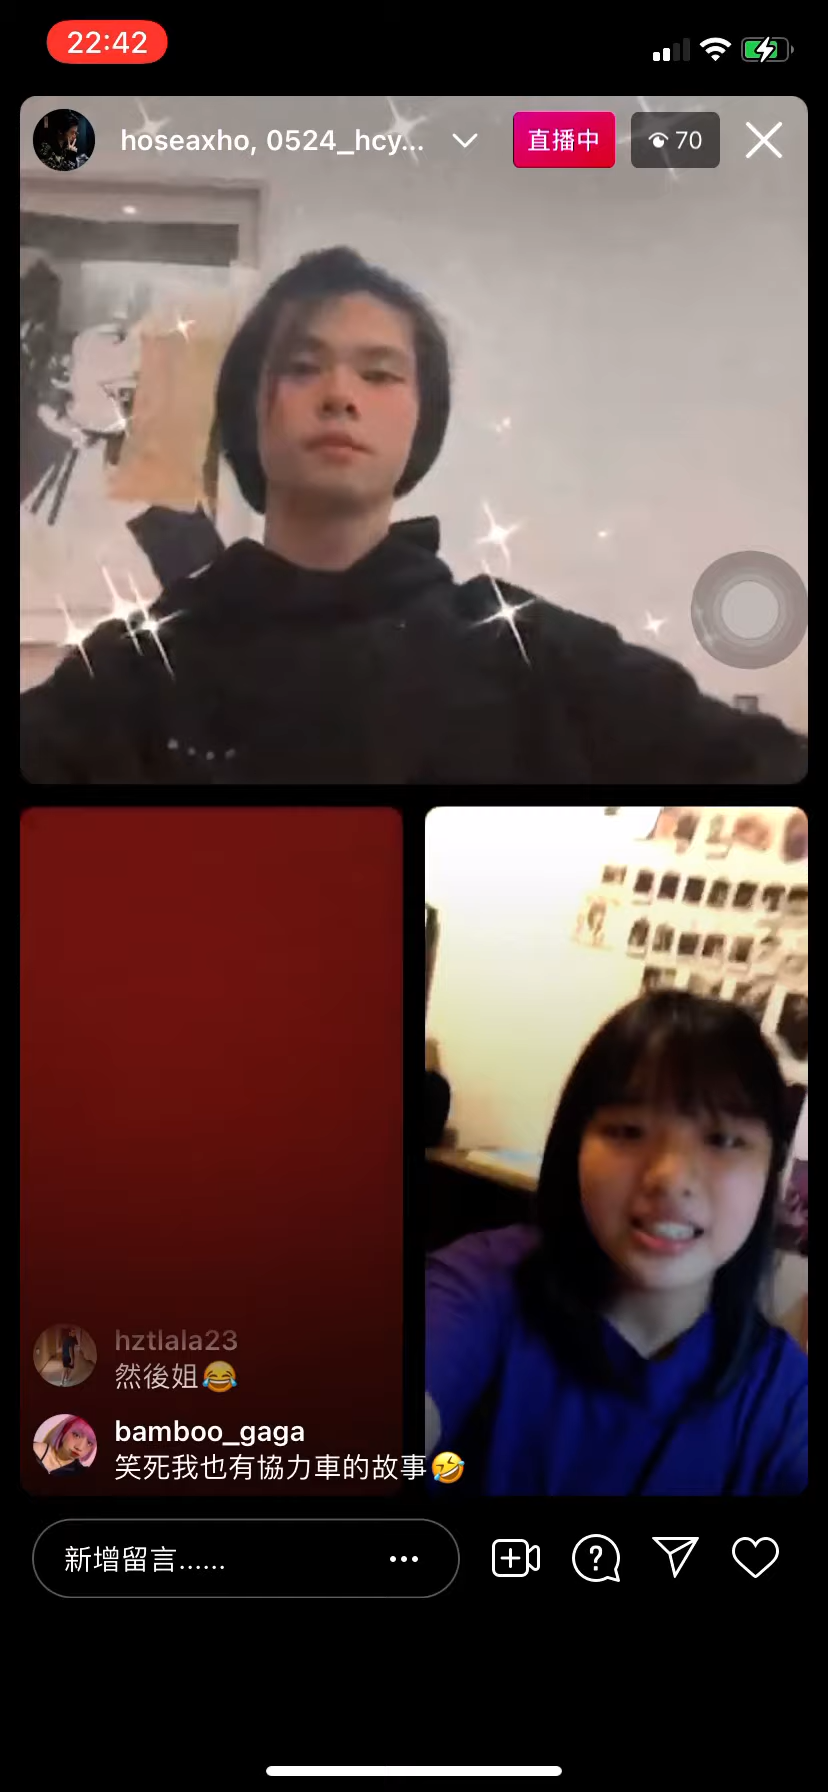 22:42
hoseaxho, 0524_hcy...
直播中
70
hztlala23
然後姐😂
bamboo_gaga
笑死我也有協力車的故事🤣
新增留言......